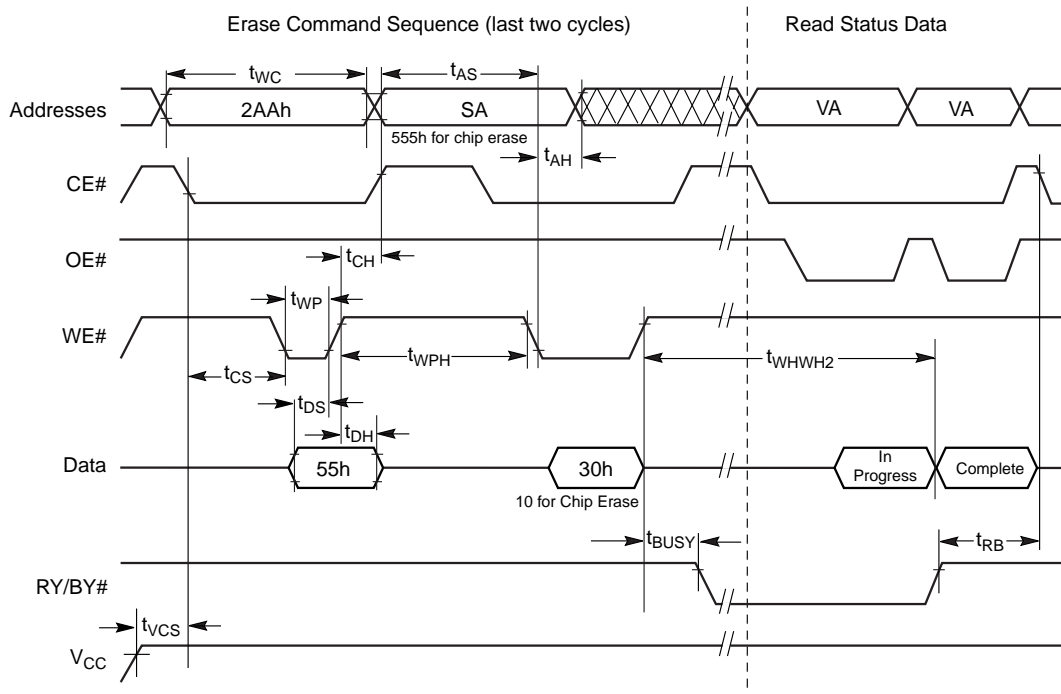 Erase Command Sequence (last two cycles)
Read Status Data
tWC
tAS
Addresses
2AAh
SA
VA
VA
555h for chip erase
tAH
CE#
OE#
tCH
tWP
WE#
tWPH
tWHWH2
tCS
tDS
tDH
Data
55h
30h
In
Progress
Complete
10 for Chip Erase
tBUSY
tRB
RY/BY#
tVCS
VCC